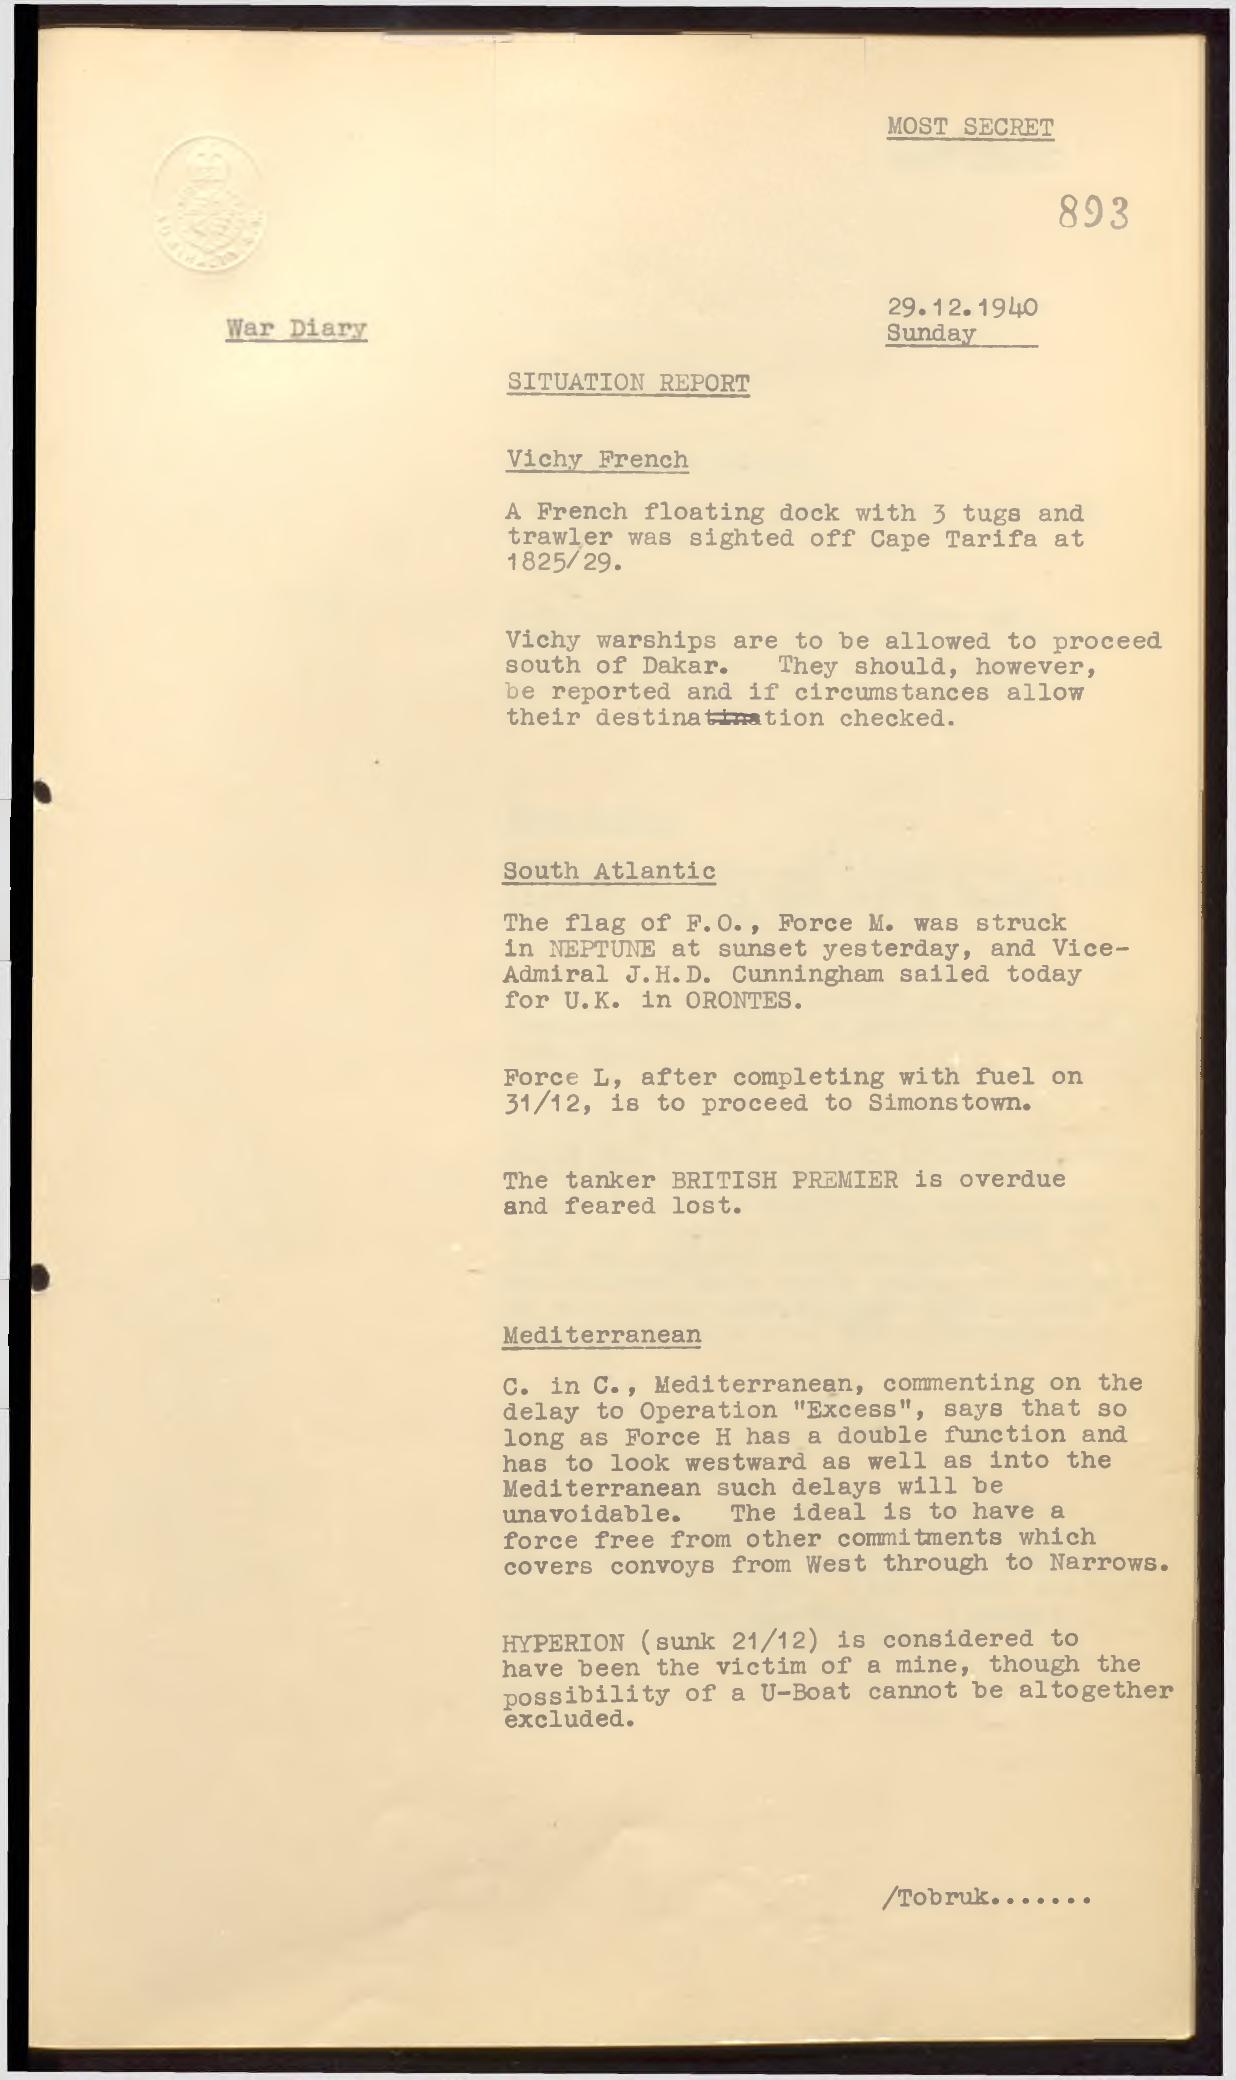 MOST SECRET
893
29.12.1940
War Diary
Sunday
SITUATION REPORT
Vichy French
A French floating dock with 3 tugs and
trawler was sighted off Cape Tarifa at
1825/29.
Vichy warships are to be allowed to proceed
south of Dakar. They should, however,
be reported and if circumstances allow
their destinatination checked.
South Atlantic
The flag of F.O., Force M. was struck
in NEPTUNE at sunset yesterday, and Vice-
Admiral J.H.D. Cunningham sailed today
for U.K. in ORONTES.
Force L, after completing with fuel on
31/12, is to proceed to Simonstown.
The tanker BRITISH PREMIER is overdue
and feared lost.
Mediterranean
C. in C., Mediterranean, commenting on the
delay to Operation "Excess", says that so
long as Force H has a double function and
has to look westward as well as into the
Mediterranean such delays will be
unavoidable. The ideal is to have a
force free from other commitments which
covers convoys from West through to Narrows.
HYPERION (sunk 21/12) is considered to
have been the victim of a mine, though the
possibility of a U-Boat cannot be altogether
excluded.
/Tobruk.......